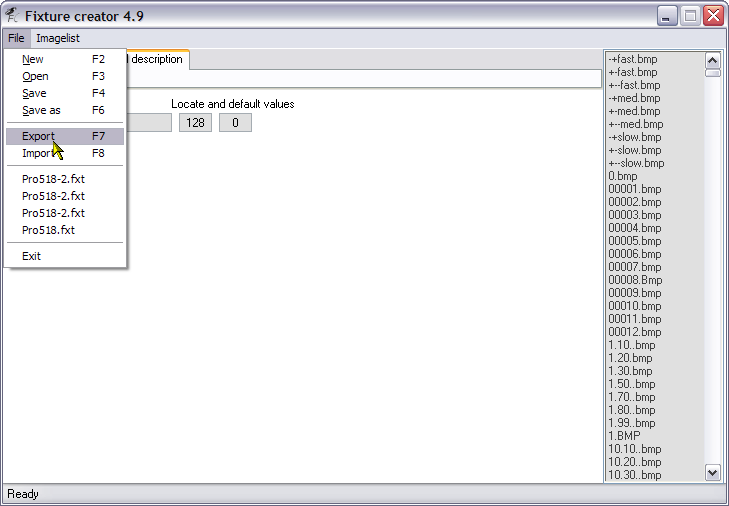 Fixture creator 4.9
File Imagelist
New F2
Open F3
Save F4
Save as F6
Export F7
Import F8
Pro518-2.fxt
Pro518-2.fxt
Pro518-2.fxt
Pro518.fxt
Exit
description
Locate and default values
128 0
-+fast.bmp
+-fast.bmp
+--fast.bmp
-+med.bmp
+-med.bmp
+--med.bmp
-+slow.bmp
+-slow.bmp
+--slow.bmp
0.bmp
00001.bmp
00002.bmp
00003.bmp
00004.bmp
00005.bmp
00006.bmp
00007.bmp
00008.Bmp
00009.bmp
00010.bmp
00011.bmp
00012.bmp
1.10..bmp
1.20.bmp
1.30.bmp
1.50..bmp
1.70..bmp
1.80..bmp
1.99..bmp
1.BMP
10.10..bmp
10.20..bmp
10.30..bmp
Ready